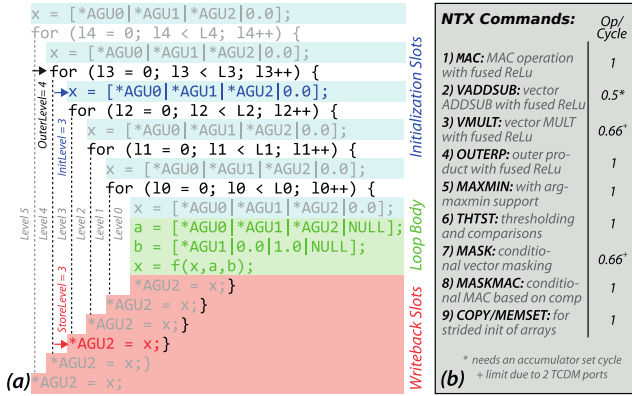 x = [*AGU0|*AGU1|*AGU2|0.0];
for (l4 = 0; l4 < L4; l4++) {
x = [*AGU0|*AGU1|*AGU2|0.0];
for (l3 = 0; l3 < L3; l3++) {
x = [*AGU0|*AGU1|*AGU2|0.0];
for (l2 = 0; l2 < L2; l2++) {
x = [*AGU0|*AGU1|*AGU2|0.0];
for (l1 = 0; l1 < L1; l1++) {
x = [*AGU0|*AGU1|*AGU2|0.0];
for (l0 = 0; l0 < L0; l0++) {
x = [*AGU0|*AGU1|*AGU2|0.0];
a = [*AGU0|*AGU1|*AGU2|NULL];
b = [*AGU1|0.0|1.0|NULL];
x = f(x,a,b);
*AGU2 = x;}
*AGU2 = x;}
*AGU2 = x;}
*AGU2 = x;}
*AGU2 = x;}
*AGU2 = x;
OuterLevel = 4
InitLevel = 3
StoreLevel = 3
Level 5
Level 4
Level 3
Level 2
Level 1
Level 0
Initialization Slots
Loop Body
Writeback Slots
(a)
NTX Commands:
Op/
Cycle
1) MAC: MAC operation
with fused ReLu
1
2) VADDSUB: vector
ADDSUB with fused ReLu
0.5*
3) VMULT: vector MULT
with fused ReLu
0.66+
4) OUTERP: outer pro-
duct with fused ReLu
1
5) MAXMIN: with arg-
maxmin support
1
6) THTST: thresholding
and comparisons
1
7) MASK: conditio-
nal vector masking
0.66+
8) MASKMAC: conditio-
nal MAC based on comp
1
9) COPY/MEMSET: for
strided init of arrays
1
* needs an accumulator set cycle
+ limit due to 2 TCDM ports
(b)